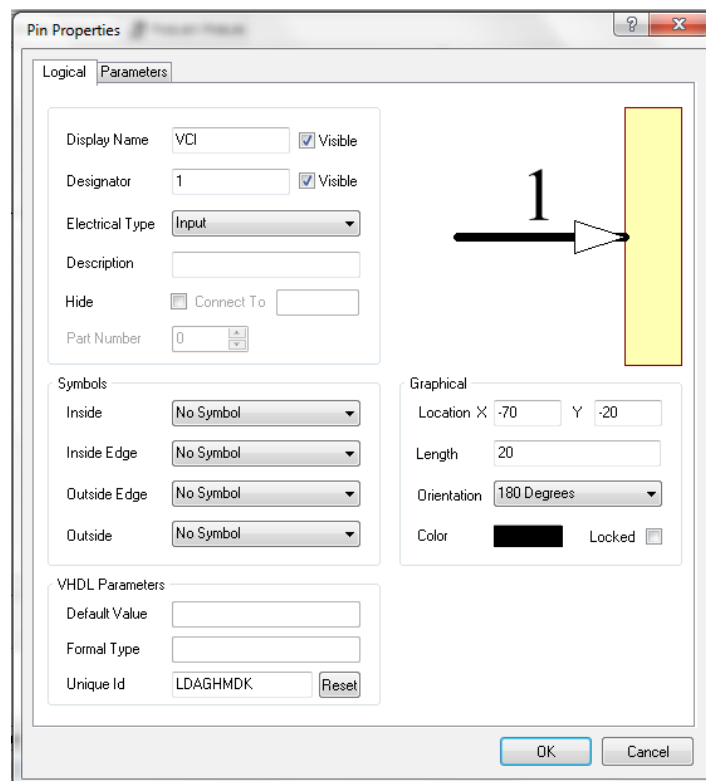 Pin Properties
?
Logical Parameters
Display Name VCI Visible
Designator 1 Visible
1
Electrical Type Input
Description
Hide Connect To
Part Number 0
Symbols
Inside No Symbol
Inside Edge No Symbol
Outside Edge No Symbol
Outside No Symbol
Graphical
Location X -70 Y -20
Length 20
Orientation 180 Degrees
Color Locked
VHDL Parameters
Default Value
Formal Type
Unique Id LDAGHMDK Reset
OK Cancel